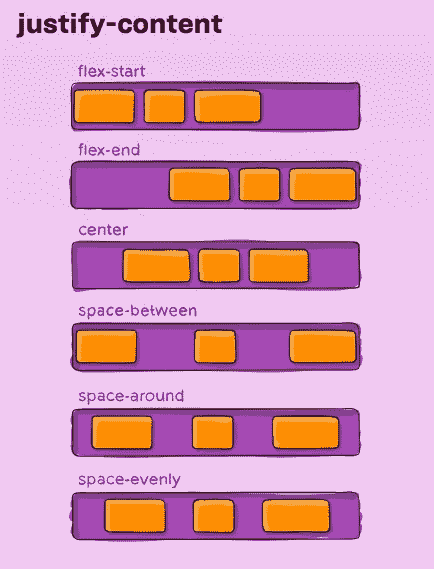 justify-content
flex-start
flex-end
center
space-between
space-around
space-evenly